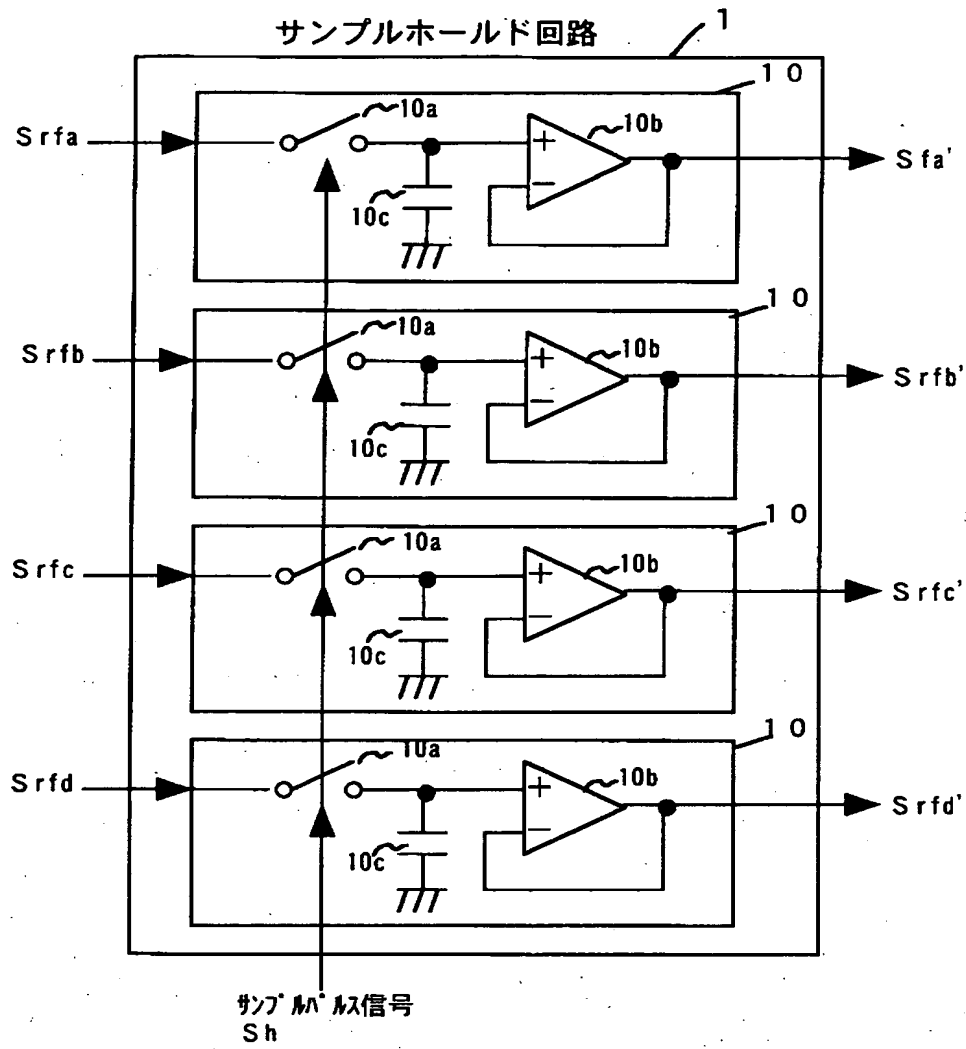 サンプルホールド回路
1
10
Srfa
10a
10b
Sfa'
10c
+
−
10
Srfb
10a
10b
Srfb'
10c
+
−
10
Srfc
10a
10b
Srfc'
10c
+
−
10
Srfd
10a
10b
Srfd'
10c
+
−
ｻﾝﾌﾟﾙﾊﾟﾙｽ信号
Sh